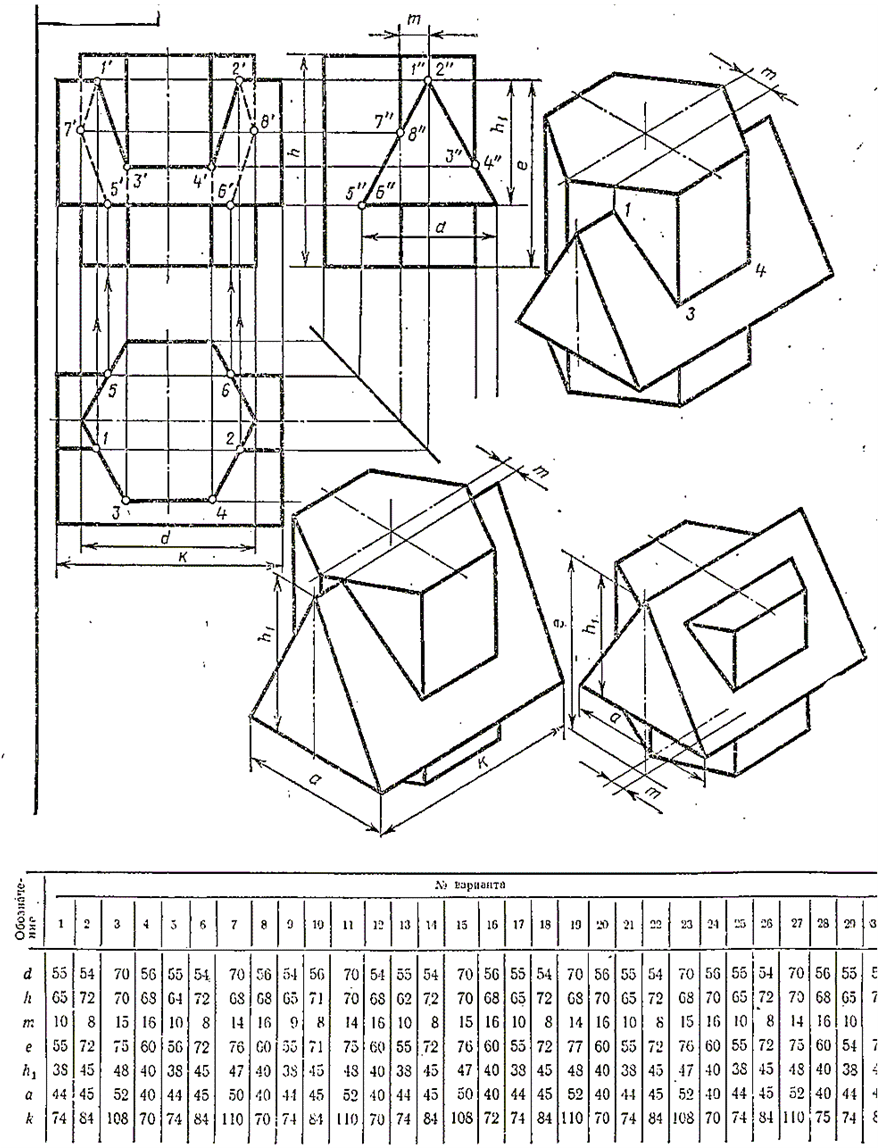 m
1' 2' 1" 2" m
7' 8' 7" 8" h h₁ e
3' 4' 3" 4"
5' 6' 5" 6" 1
d 4
3
5 6
1 2
3 4 m
d
к
h₁ e h₁
a
a к m
№ варианта
Обозначе-
ние 1 2 3 4 5 6 7 8 9 10 11 12 13 14 15 16 17 18 19 20 21 22 23 24 25 26 27 28 29
d 55 54 70 56 55 54 70 56 54 56 70 54 55 54 70 56 55 54 70 56 55 54 70 56 55 54 70 56 55 5
h 65 72 70 68 64 72 68 68 65 71 70 68 62 72 70 68 65 72 68 70 65 72 68 70 65 72 70 68 65 7
m 10 8 15 16 10 8 14 16 9 8 14 16 10 8 15 16 10 8 14 16 10 8 15 16 10 8 14 16 10
e 55 72 75 60 56 72 76 60 55 71 75 60 55 72 76 60 55 72 77 60 55 72 76 60 55 72 75 60 54 7
h₁ 38 45 48 40 38 45 47 40 38 45 48 40 38 45 47 40 38 45 48 40 38 45 47 40 38 45 48 40 38 4
a 44 45 52 40 44 45 50 40 44 45 52 40 44 45 50 40 44 45 52 40 44 45 52 40 44 45 52 40 44 4
k 74 84 108 70 74 84 110 70 74 84 110 70 74 84 108 72 74 84 110 70 74 84 108 70 74 84 110 75 74 8